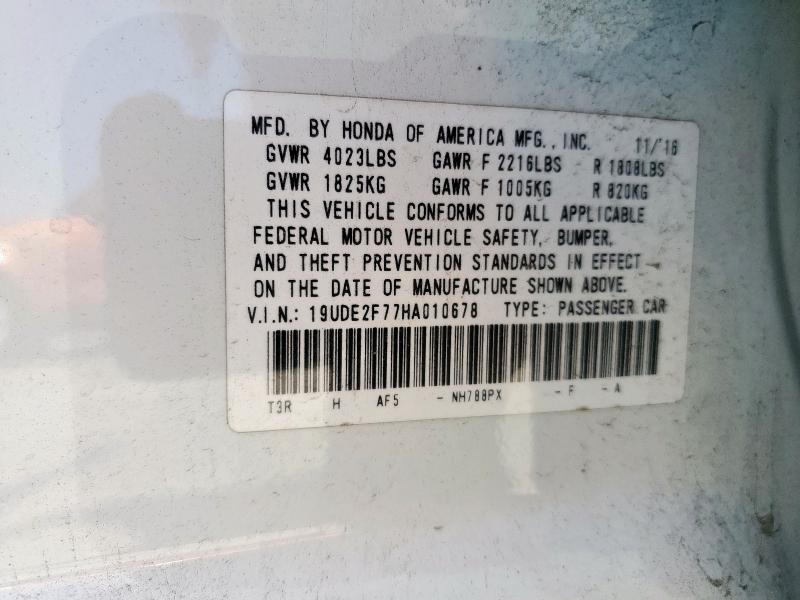 MFD. BY HONDA OF AMERICA MFG., INC. 11/'16
GVWR 4023LBS GAWR F 2216LBS R 1808LBS
GVWR 1825KG GAWR F 1005KG R 820KG
THIS VEHICLE CONFORMS TO ALL APPLICABLE
FEDERAL MOTOR VEHICLE SAFETY, BUMPER,
AND THEFT PREVENTION STANDARDS IN EFFECT
ON THE DATE OF MANUFACTURE SHOWN ABOVE.
V.I.N.: 19UDE2F77HA010678 TYPE: PASSENGER CAR
T3R H AF5 - NH788PX - F - A